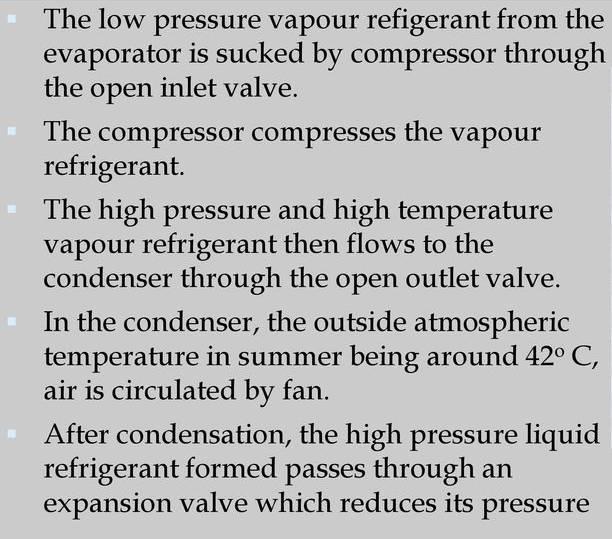 ▪ The low pressure vapour refigerant from the
evaporator is sucked by compressor through
the open inlet valve.
▪ The compressor compresses the vapour
refrigerant.
▪ The high pressure and high temperature
vapour refrigerant then flows to the
condenser through the open outlet valve.
▪ In the condenser, the outside atmospheric
temperature in summer being around 42º C,
air is circulated by fan.
▪ After condensation, the high pressure liquid
refrigerant formed passes through an
expansion valve which reduces its pressure